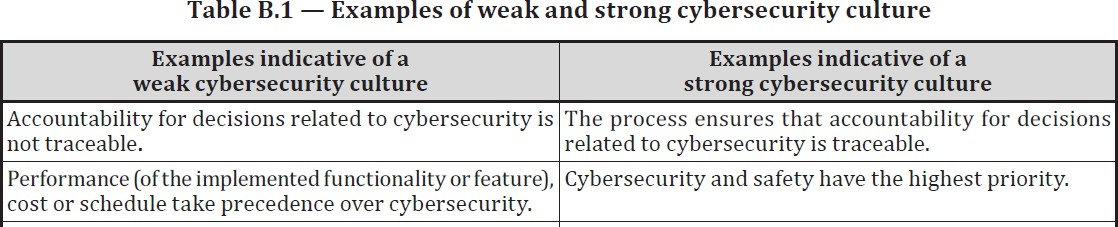 Table B.1 — Examples of weak and strong cybersecurity culture
Examples indicative of a
weak cybersecurity culture
Examples indicative of a
strong cybersecurity culture
Accountability for decisions related to cybersecurity is
not traceable.
The process ensures that accountability for decisions
related to cybersecurity is traceable.
Performance (of the implemented functionality or feature),
cost or schedule take precedence over cybersecurity.
Cybersecurity and safety have the highest priority.